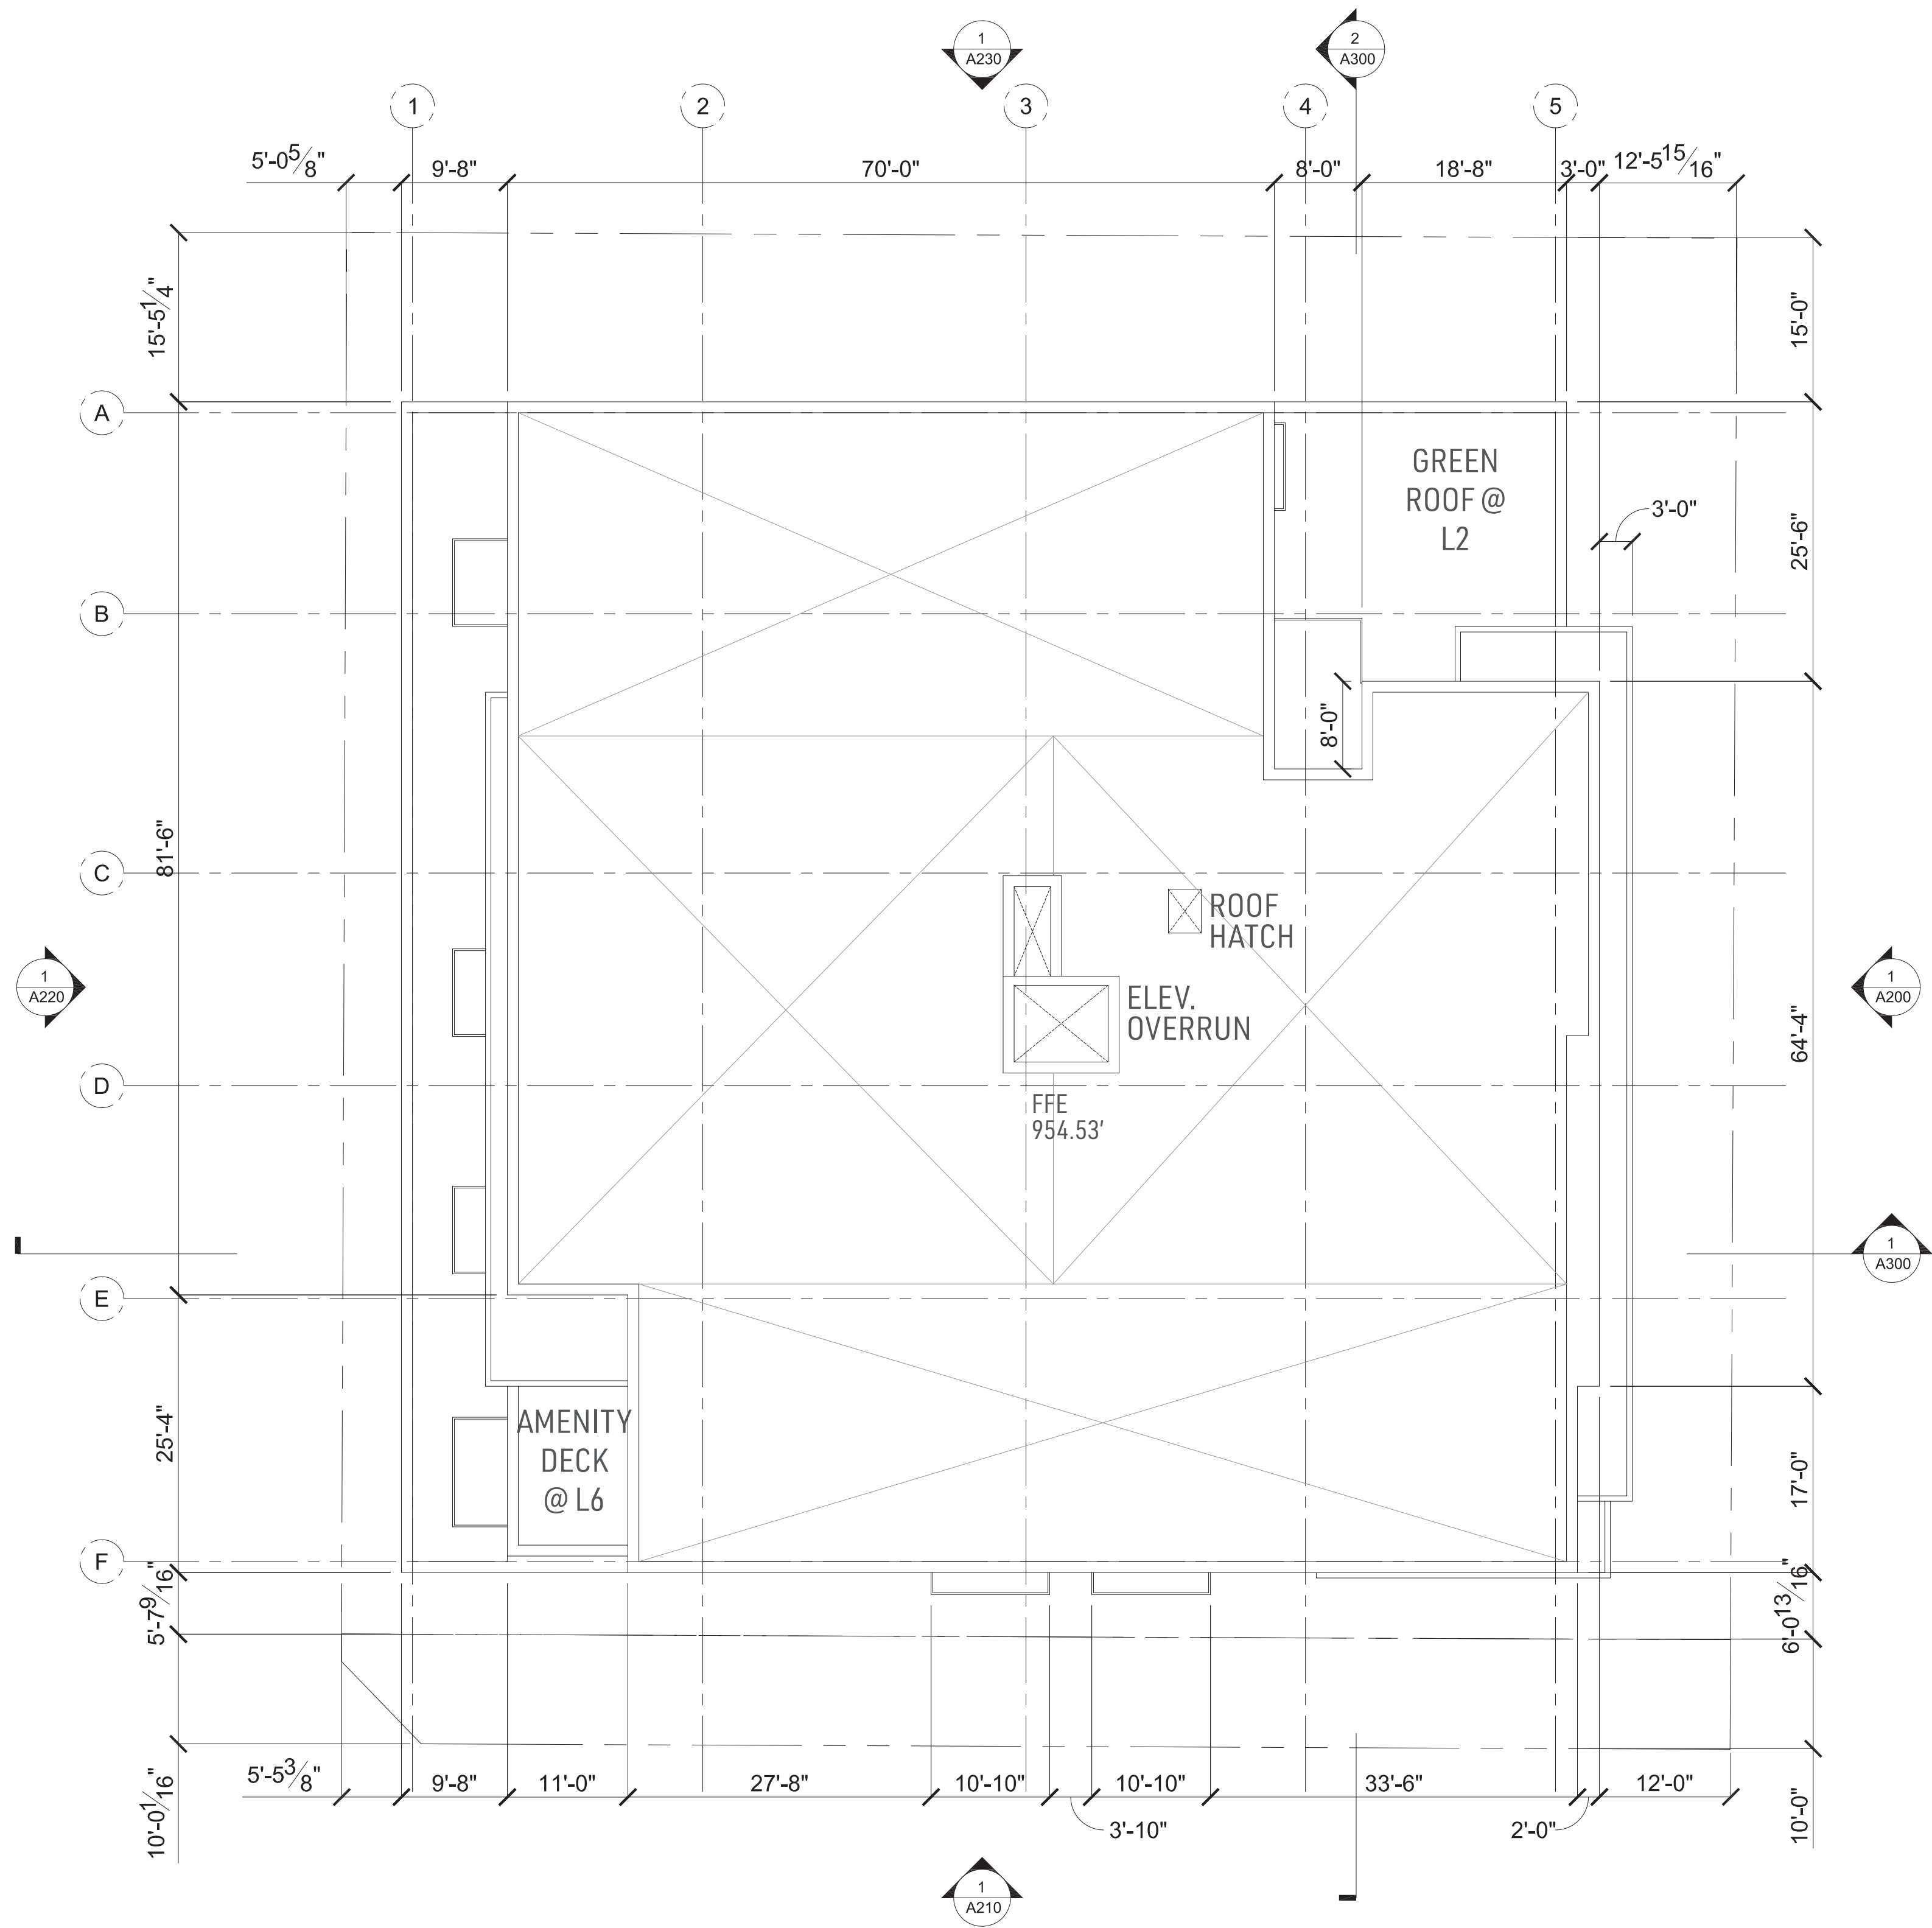 1
A230
2
A300
1
2
3
4
5
5'-0 5/8"
9'-8"
70'-0"
8'-0"
18'-8"
3'-0"
12'-5 15/16"
15'-5 1/4"
15'-0"
A
GREEN
ROOF @
L2
3'-0"
25'-6"
B
8'-0"
81'-6"
C
ROOF
HATCH
1
A220
ELEV.
OVERRUN
1
A200
64'-4"
D
FFE
954.53'
1
A300
E
25'-4"
AMENITY
DECK
@ L6
17'-0"
F
5'-7 9/16"
6'-0 13/16"
10'-0 1/16"
5'-5 3/8"
9'-8"
11'-0"
27'-8"
10'-10"
10'-10"
33'-6"
12'-0"
10'-0"
3'-10"
2'-0"
1
A210